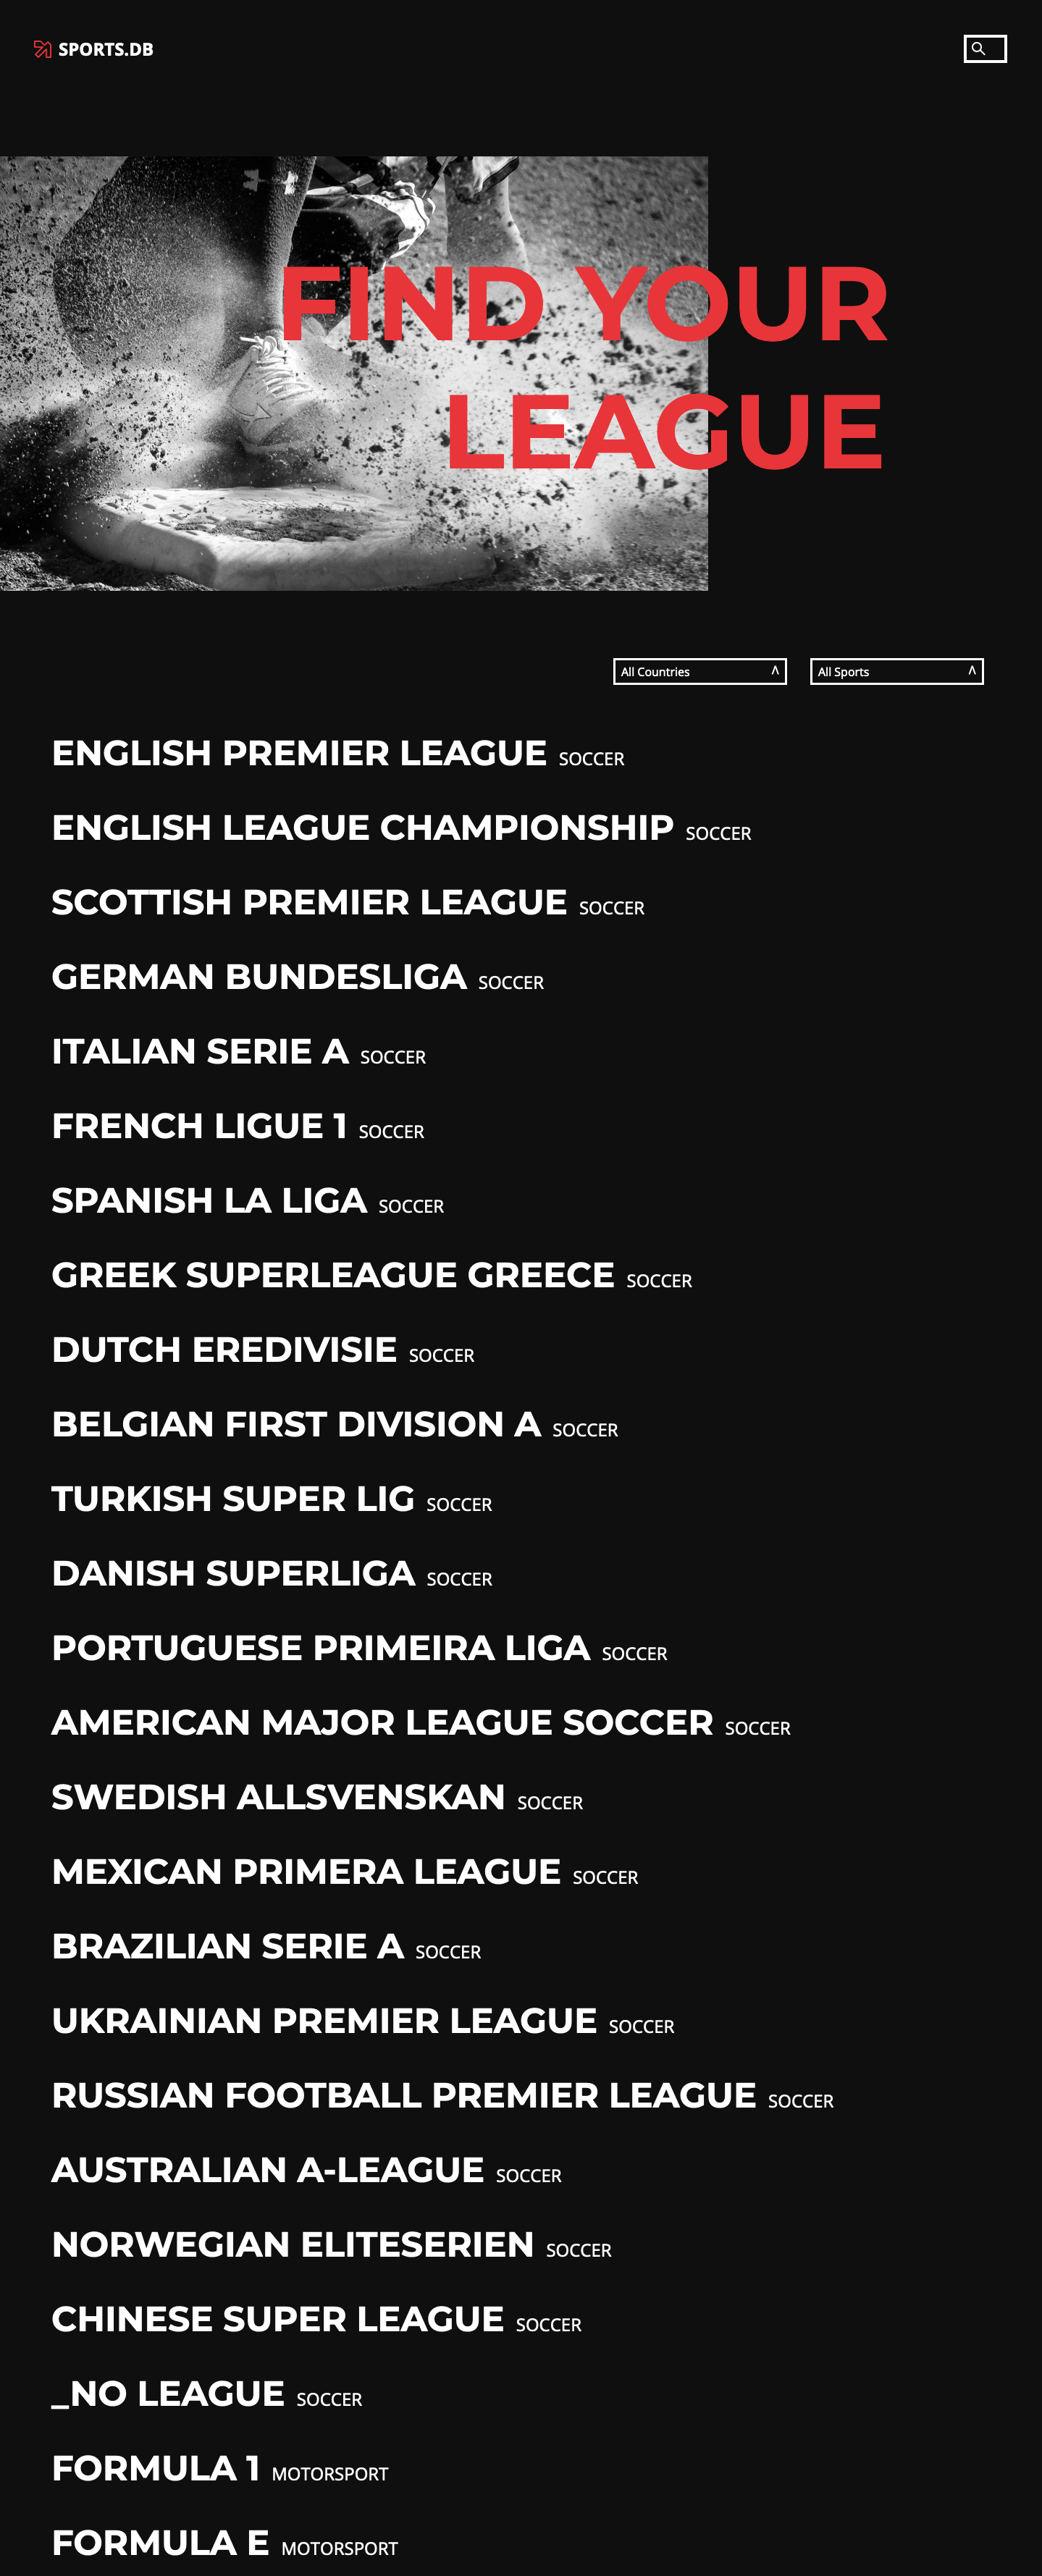 SPORTS.DB
FIND YOUR
LEAGUE
All Countries
All Sports
ENGLISH PREMIER LEAGUE SOCCER
ENGLISH LEAGUE CHAMPIONSHIP SOCCER
SCOTTISH PREMIER LEAGUE SOCCER
GERMAN BUNDESLIGA SOCCER
ITALIAN SERIE A SOCCER
FRENCH LIGUE 1 SOCCER
SPANISH LA LIGA SOCCER
GREEK SUPERLEAGUE GREECE SOCCER
DUTCH EREDIVISIE SOCCER
BELGIAN FIRST DIVISION A SOCCER
TURKISH SUPER LIG SOCCER
DANISH SUPERLIGA SOCCER
PORTUGUESE PRIMEIRA LIGA SOCCER
AMERICAN MAJOR LEAGUE SOCCER SOCCER
SWEDISH ALLSVENSKAN SOCCER
MEXICAN PRIMERA LEAGUE SOCCER
BRAZILIAN SERIE A SOCCER
UKRAINIAN PREMIER LEAGUE SOCCER
RUSSIAN FOOTBALL PREMIER LEAGUE SOCCER
AUSTRALIAN A-LEAGUE SOCCER
NORWEGIAN ELITESERIEN SOCCER
CHINESE SUPER LEAGUE SOCCER
_NO LEAGUE SOCCER
FORMULA 1 MOTORSPORT
FORMULA E MOTORSPORT